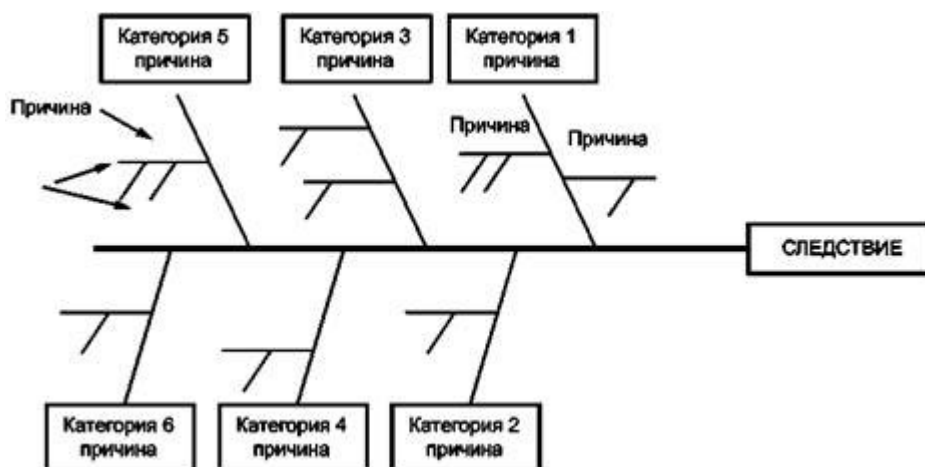 Категория 5
причина
Категория 3
причина
Категория 1
причина
Причина
Причина
Причина
СЛЕДСТВИЕ
Категория 6
причина
Категория 4
причина
Категория 2
причина